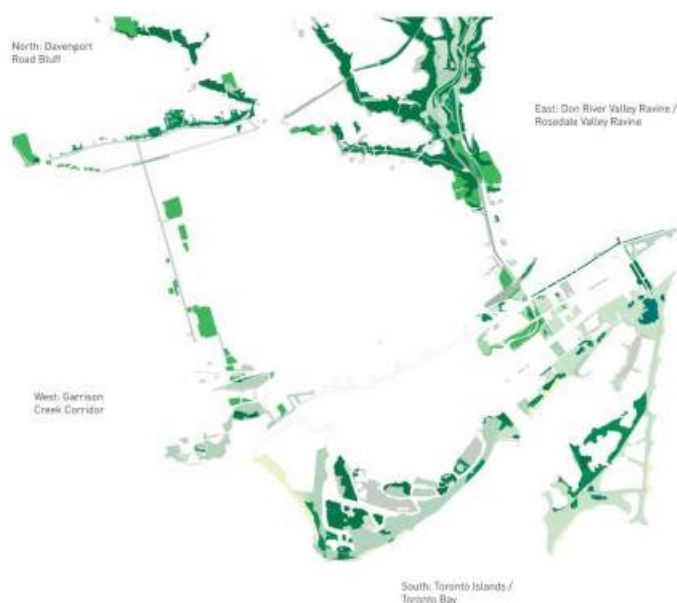 North: Davenport
Road Bluff
East: Don River Valley Ravine /
Rosedale Valley Ravine
West: Garrison
Creek Corridor
South: Toronto Islands /
Toronto Bay